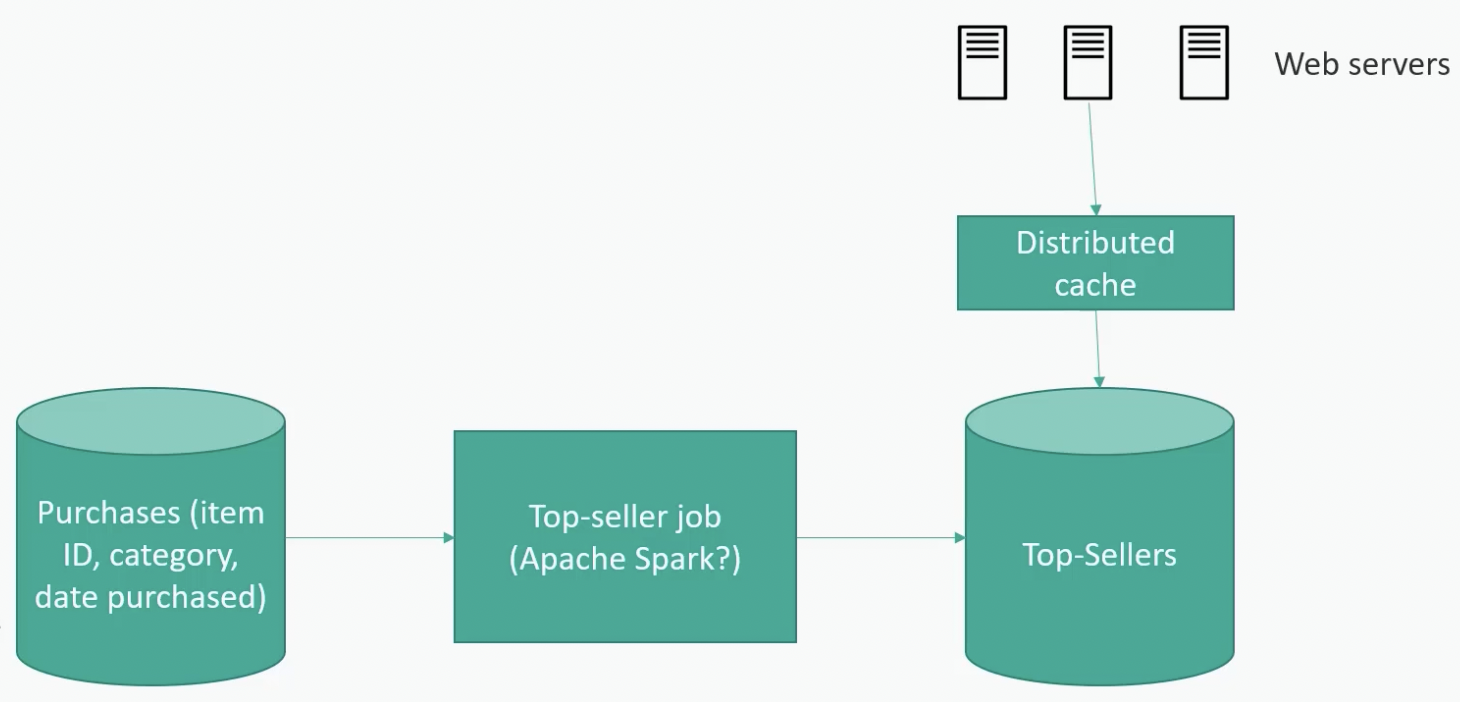 Web servers
Distributed
cache
Purchases (item
ID, category,
date purchased)
Top-seller job
(Apache Spark?)
Top-Sellers